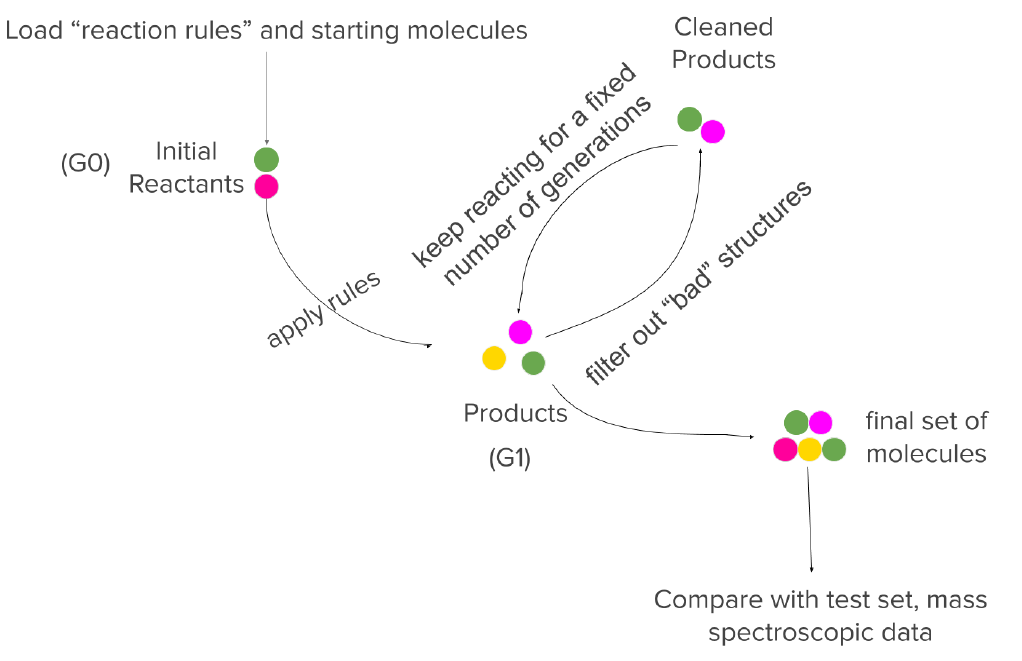 Load “reaction rules” and starting molecules
Cleaned
Products
(G0)
Initial
Reactants
keep reacting for a fixed
number of generations
apply rules
filter out “bad” structures
Products
(G1)
final set of
molecules
Compare with test set, mass
spectroscopic data